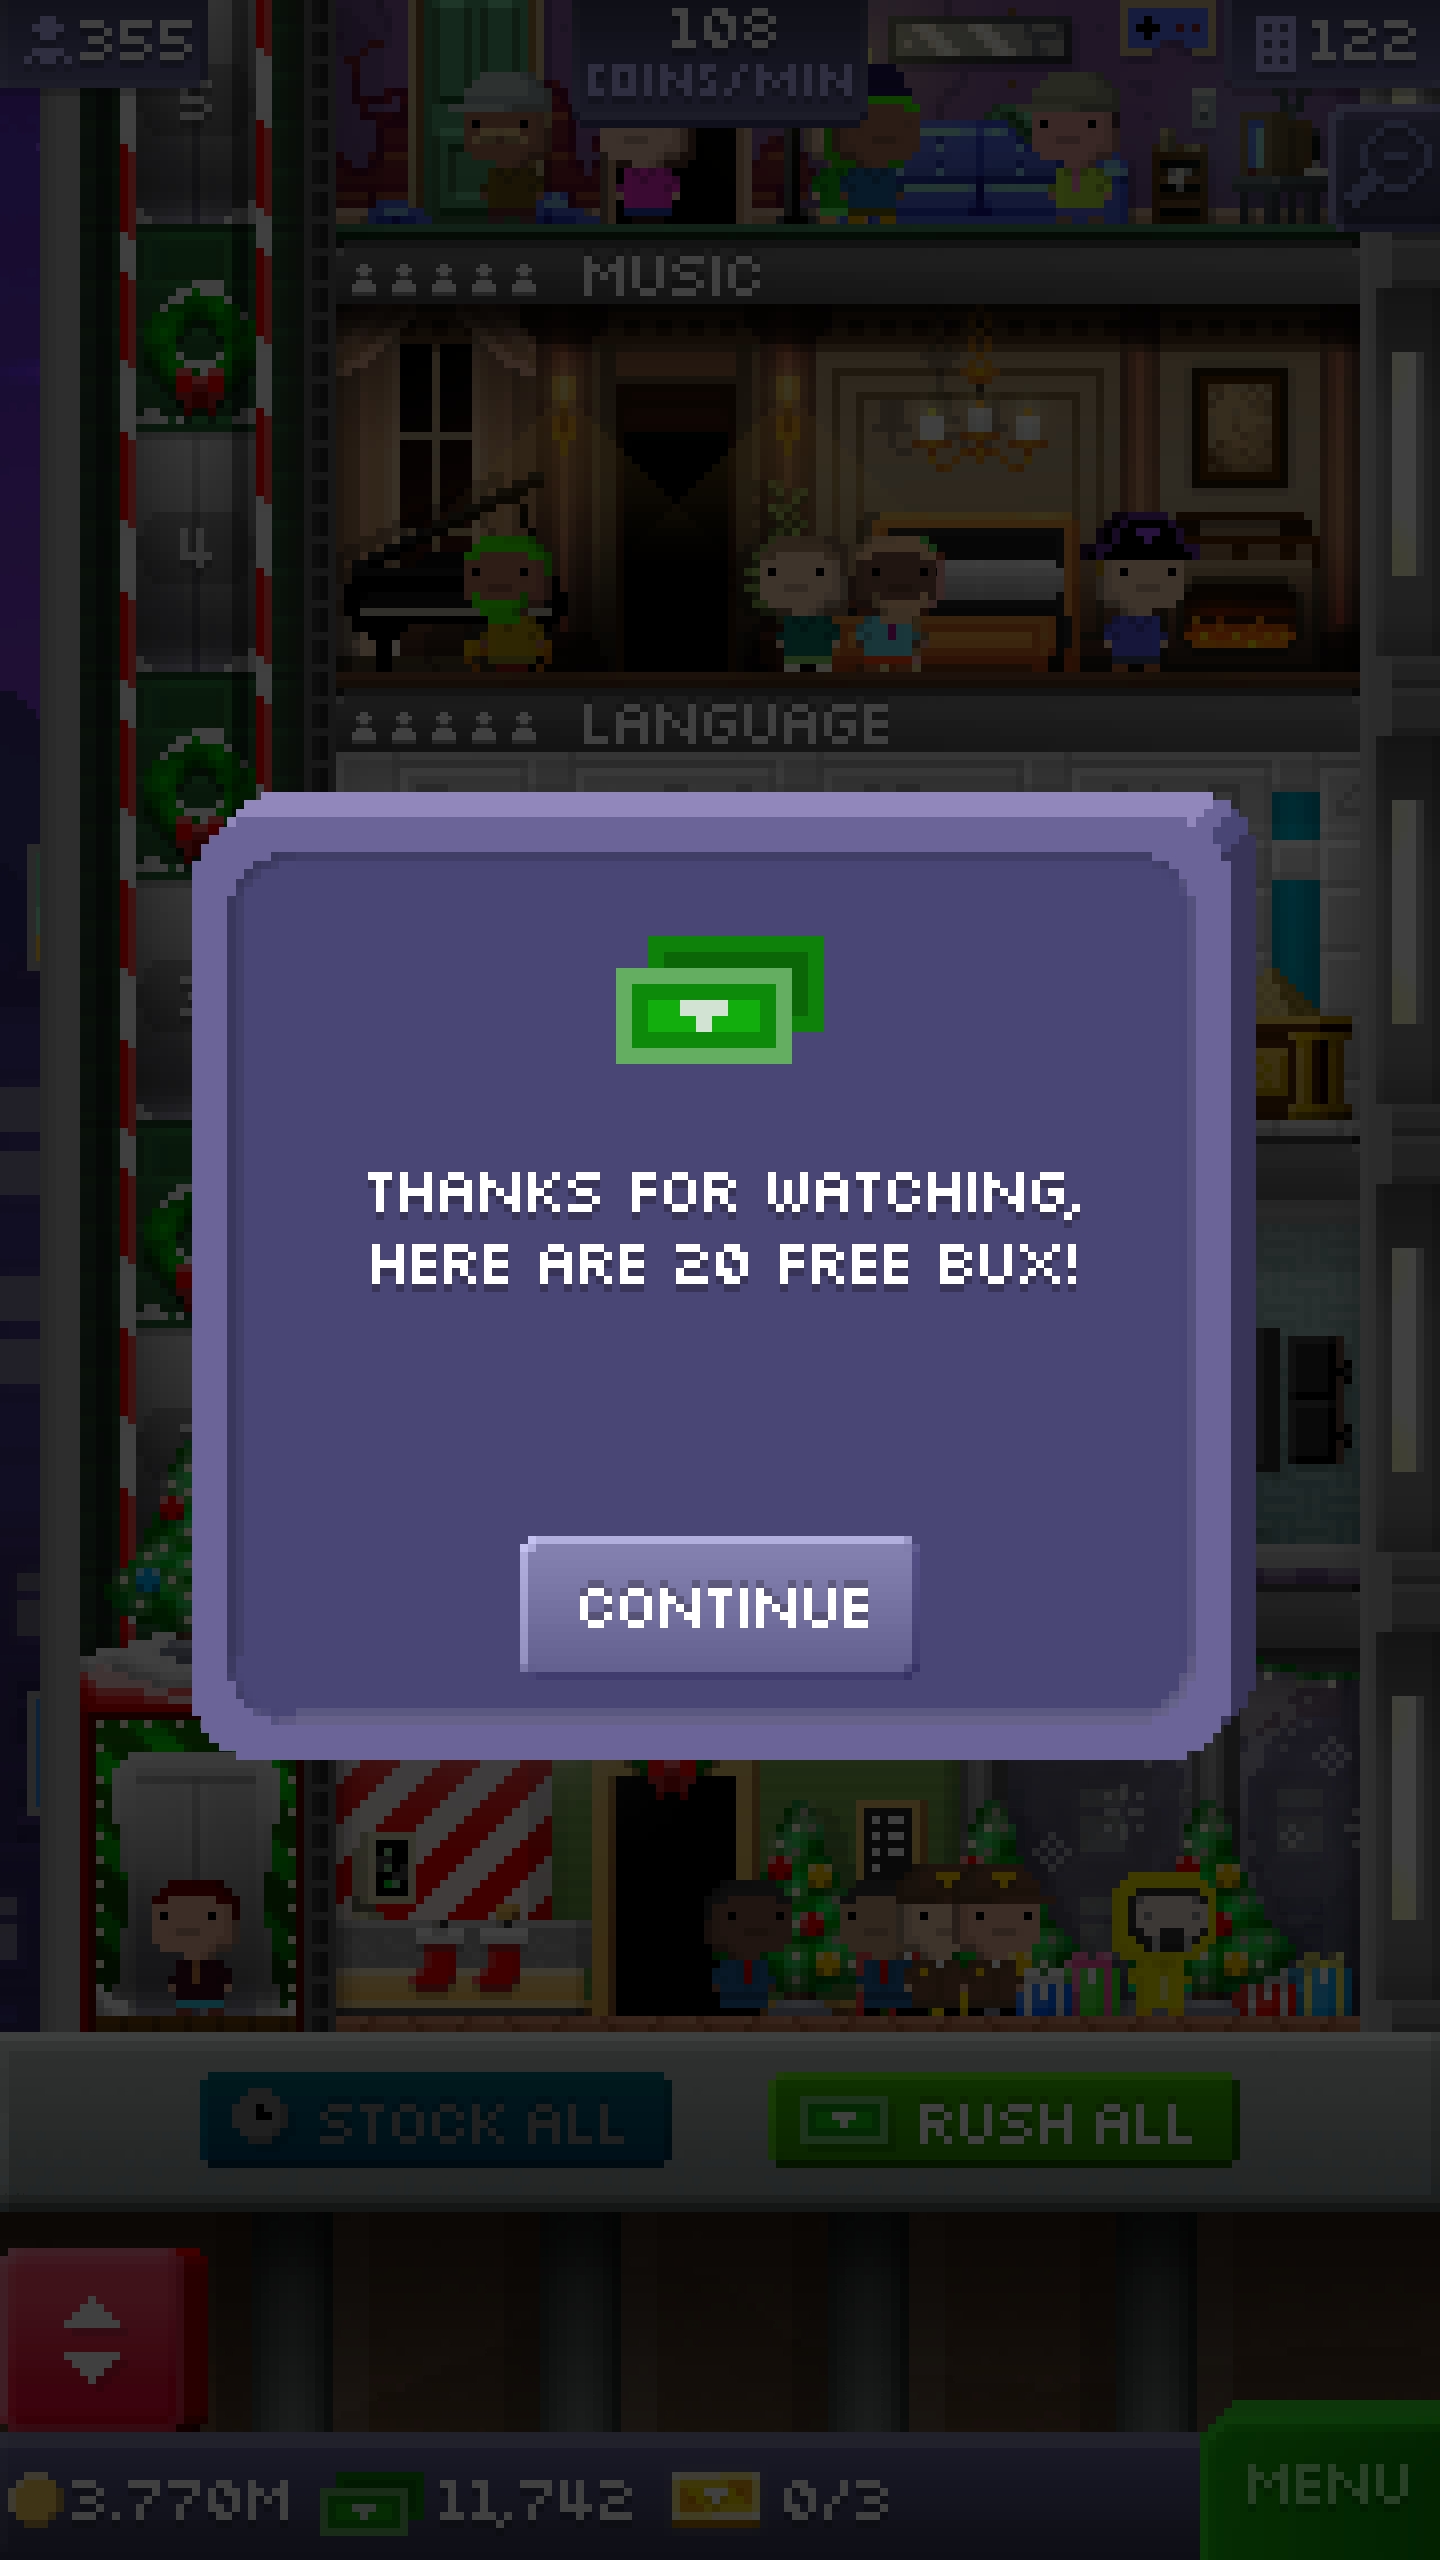 355
108
COINS/MIN
122
5
MUSIC
4
LANGUAGE
THANKS FOR WATCHING,
HERE ARE 20 FREE BUX!
CONTINUE
STOCK ALL
RUSH ALL
3.770M
11,742
0/3
MENU